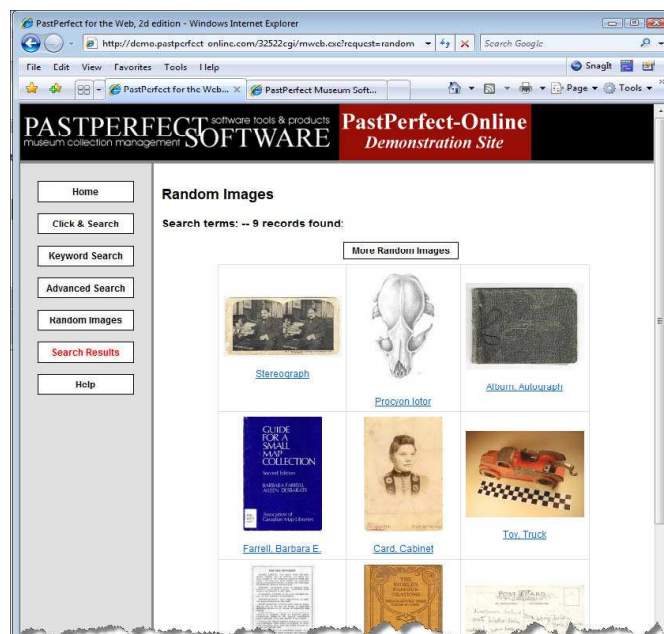 PastPerfect for the Web, 2d edition - Windows Internet Explorer
http://demo.pastperfect-online.com/32522cgi/mweb.exe?request=random
Search Google
File Edit View Favorites Tools Help
SnagIt
PastPerfect for the Web... PastPerfect Museum Soft...
Page Tools
PASTPERFECT software tools & products
museum collection management SOFTWARE
PastPerfect-Online
Demonstration Site
Home
Click & Search
Keyword Search
Advanced Search
Random Images
Search Results
Help
Random Images
Search terms: -- 9 records found:
More Random Images
Stereograph
Procyon lotor
Album, Autograph
GUIDE
FOR A
SMALL
MAP
COLLECTION
Second Edition
BARBARA FARRELL
AILEEN DESBARATS
Association of
Canadian Map Libraries
Farrell, Barbara E.
Card, Cabinet
Toy, Truck
THE
WORLD'S
FAMOUS
ORATIONS
POST CARD